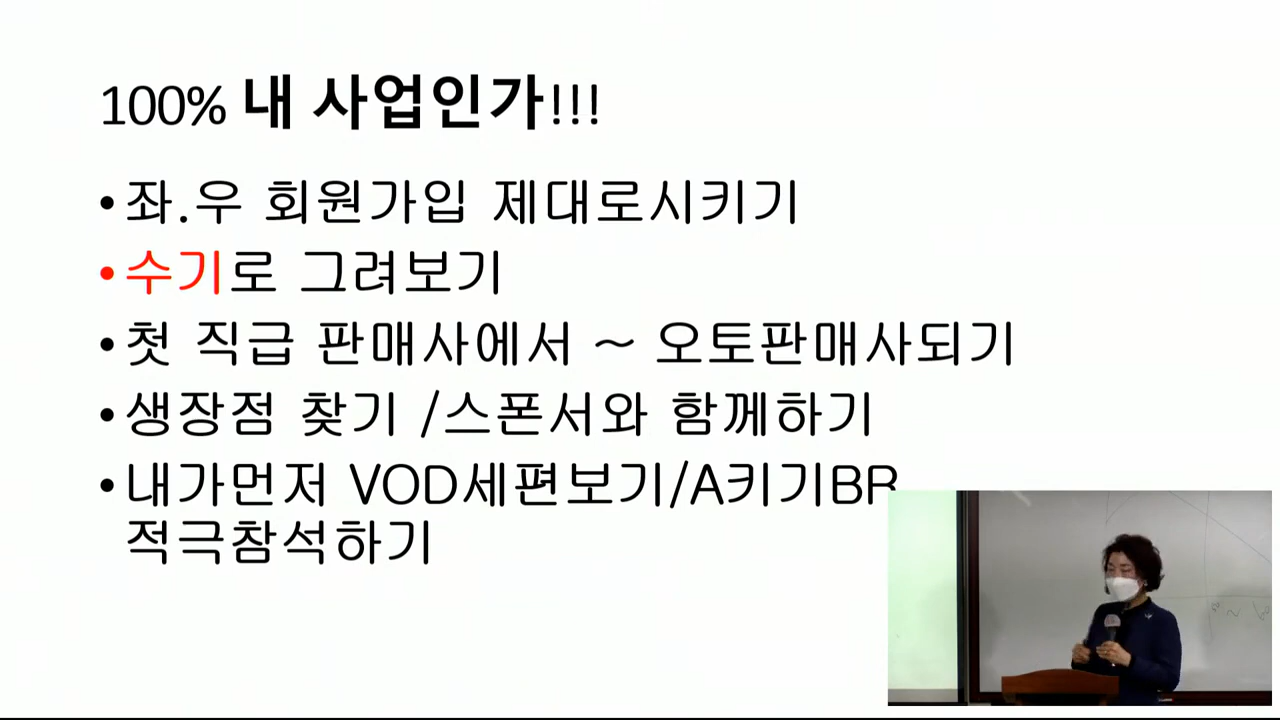 100% 내 사업인가!!!
•좌.우 회원가입 제대로시키기
•수기로 그려보기
•첫 직급 판매사에서 ~ 오토판매사되기
•생장점 찾기 /스폰서와 함께하기
•내가먼저 VOD세편보기/A키기BR
적극참석하기